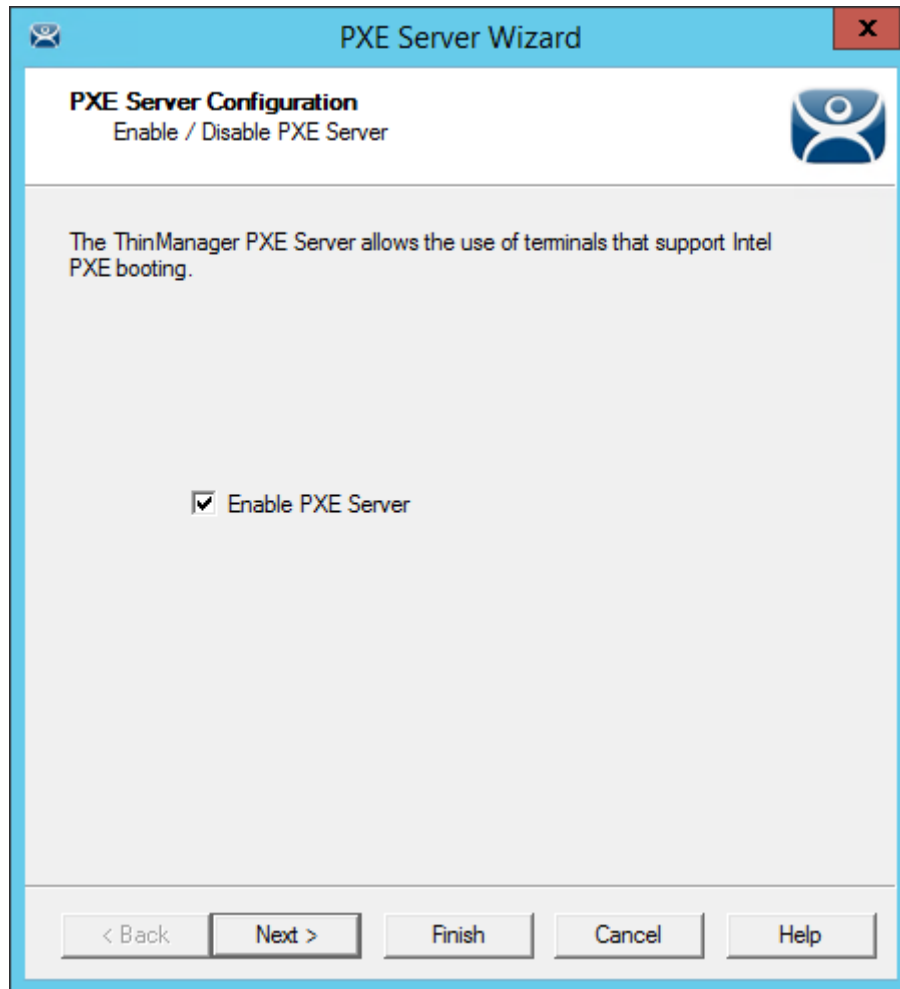 PXE Server Wizard
x
PXE Server Configuration
Enable / Disable PXE Server
The ThinManager PXE Server allows the use of terminals that support Intel
PXE booting.
Enable PXE Server
< Back
Next >
Finish
Cancel
Help